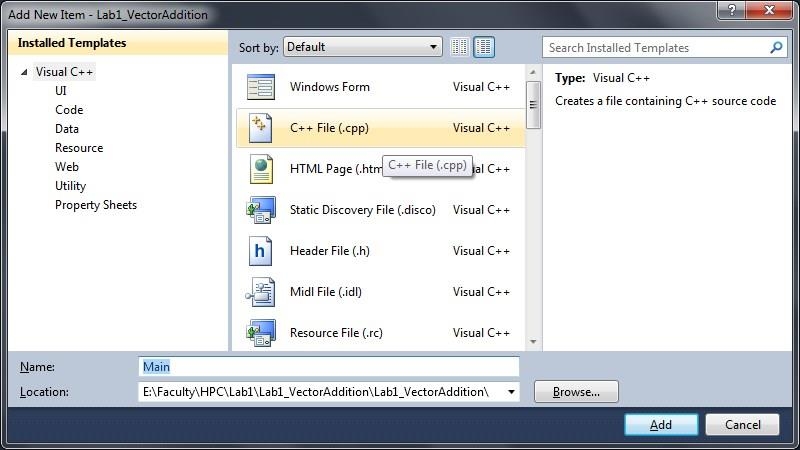 Add New Item - Lab1_VectorAddition
Installed Templates
Visual C++
UI
Code
Data
Resource
Web
Utility
Property Sheets
Sort by: Default
Search Installed Templates
Windows Form Visual C++
C++ File (.cpp) Visual C++
C++ File (.cpp)
HTML Page (.htm al C++
Static Discovery File (.disco) Visual C++
Header File (.h) Visual C++
Midl File (.idl) Visual C++
Resource File (.rc) Visual C++
Type: Visual C++
Creates a file containing C++ source code
Name: Main
Location: E:\Faculty\HPC\Lab1\Lab1_VectorAddition\Lab1_VectorAddition\
Browse...
Add Cancel